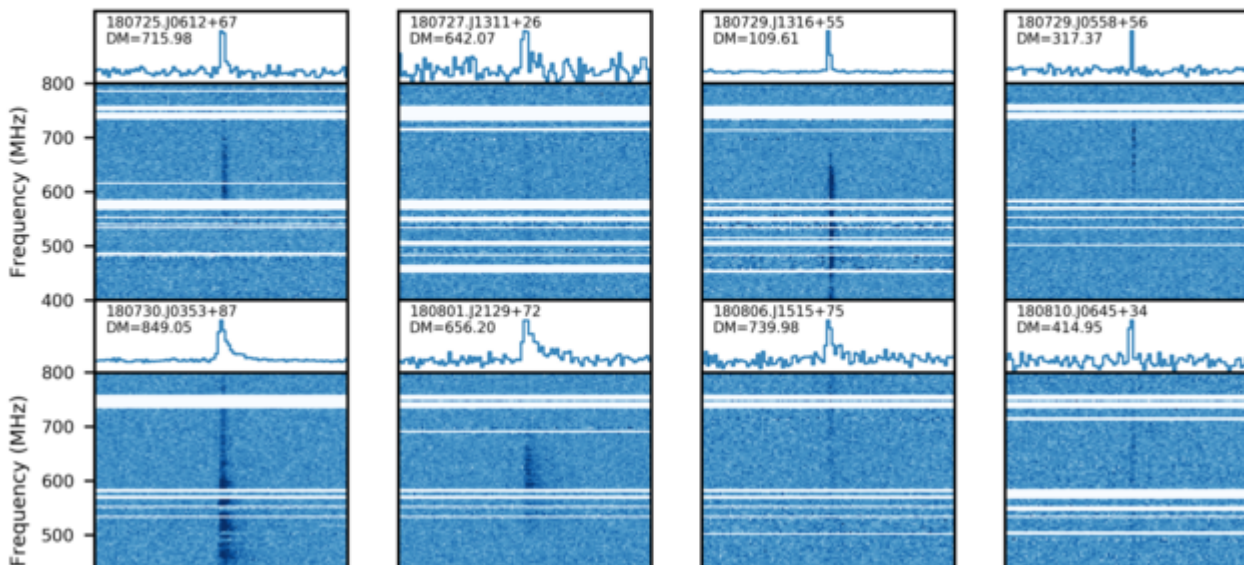 180725.J0612+67
DM=715.98
180727.J1311+26
DM=642.07
180729.J1316+55
DM=109.61
180729.J0558+56
DM=317.37
800
700
600
500
400
Frequency (MHz)
180730.J0353+87
DM=849.05
180801.J2129+72
DM=656.20
180806.J1515+75
DM=739.98
180810.J0645+34
DM=414.95
800
700
600
500
Frequency (MHz)